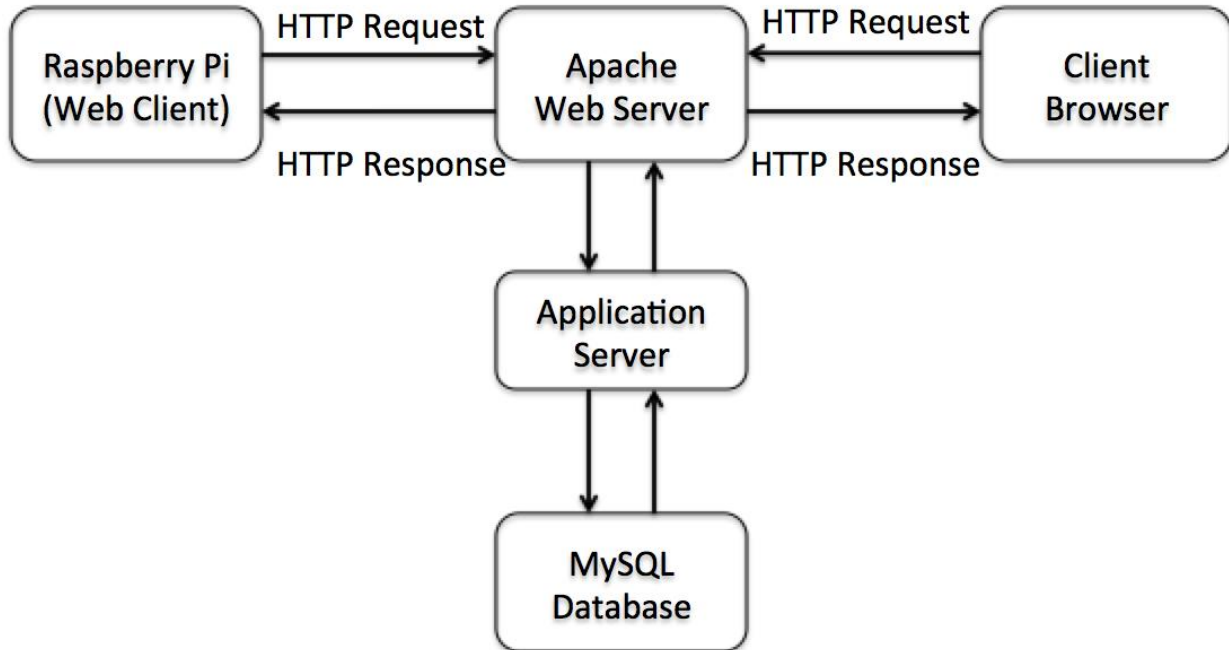 HTTP Request
HTTP Request
Raspberry Pi
(Web Client)
Apache
Web Server
Client
Browser
HTTP Response
HTTP Response
Application
Server
MySQL
Database